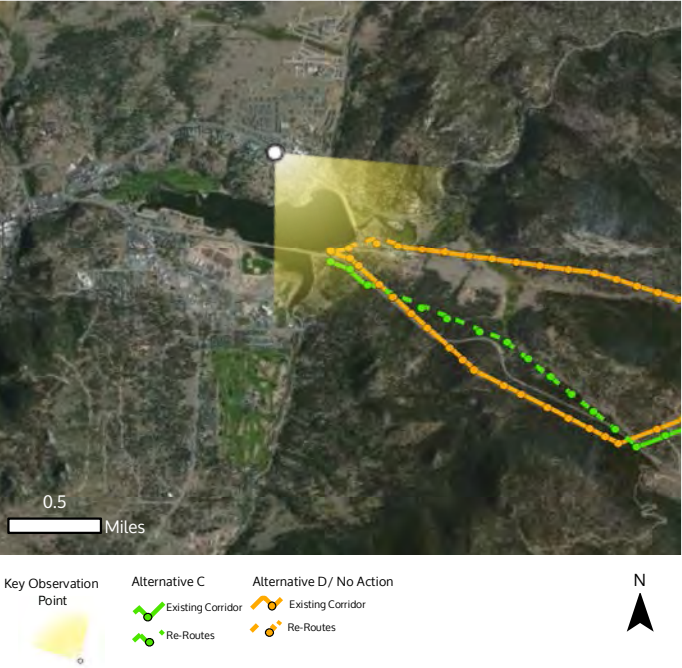 0.5
Miles
Key Observation
Point
Alternative C
Existing Corridor
Re-Routes
Alternative D/ No Action
Existing Corridor
Re-Routes
N